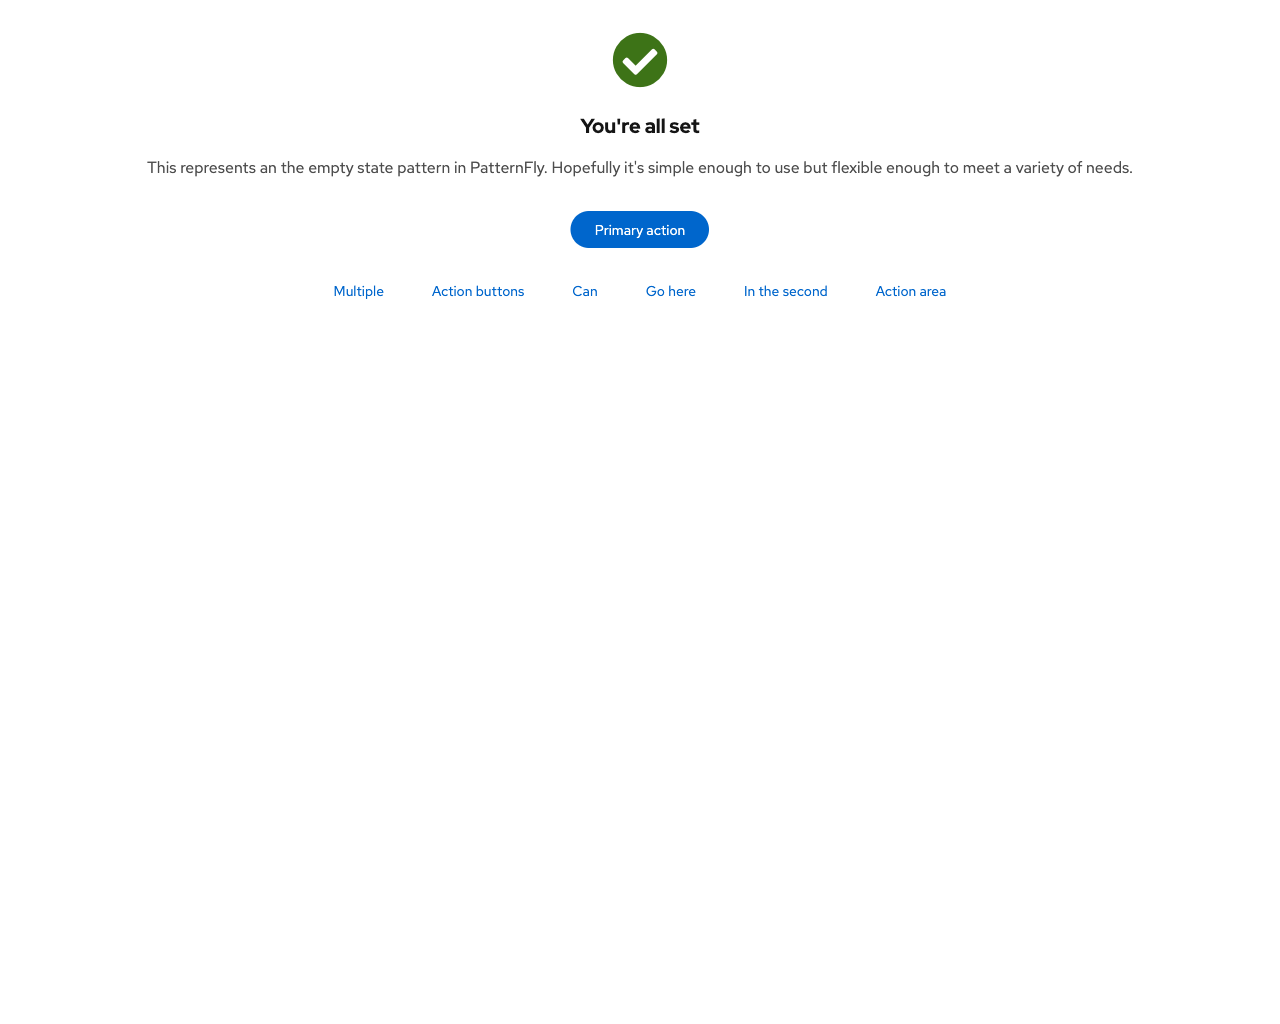 You're all set
This represents an the empty state pattern in PatternFly. Hopefully it's simple enough to use but flexible enough to meet a variety of needs.
Primary action
Multiple Action buttons Can Go here In the second Action area